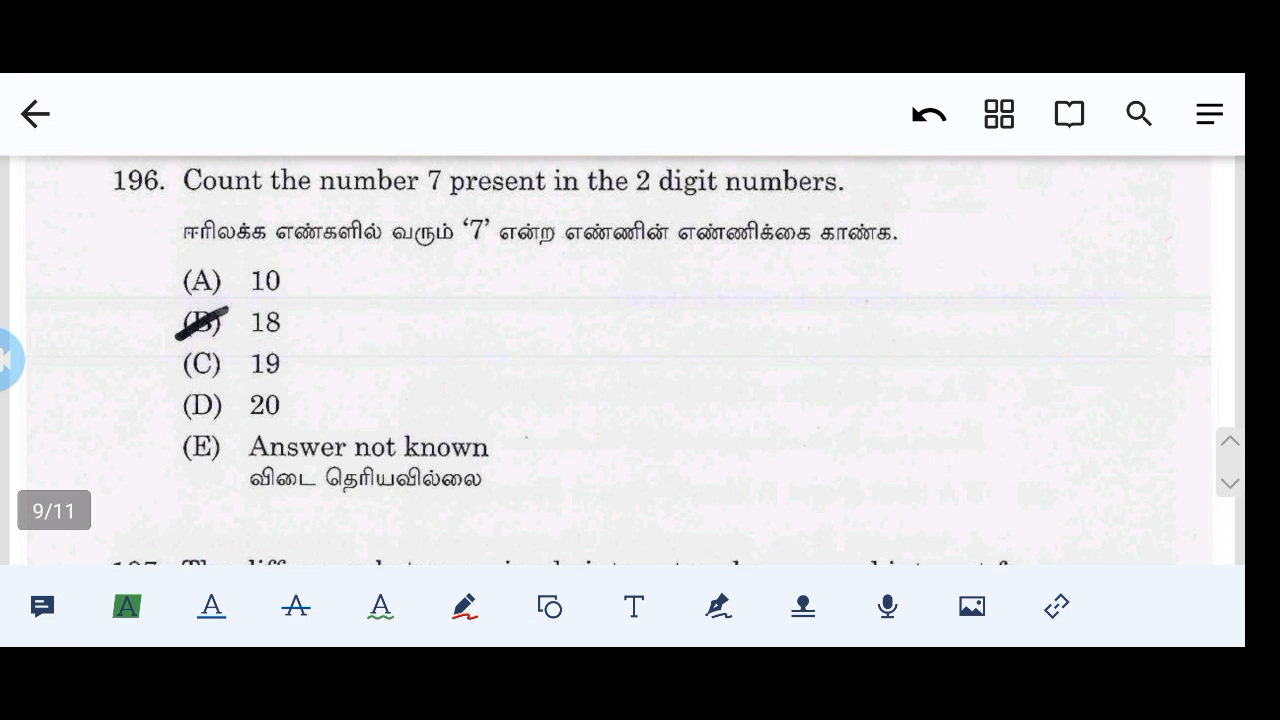 196. Count the number 7 present in the 2 digit numbers.
ஈரிலக்க எண்களில் வரும் ‘7’ என்ற எண்ணின் எண்ணிக்கை காண்க.
(A) 10
(B) 18
(C) 19
(D) 20
(E) Answer not known
விடை தெரியவில்லை
9/11
A A A A T